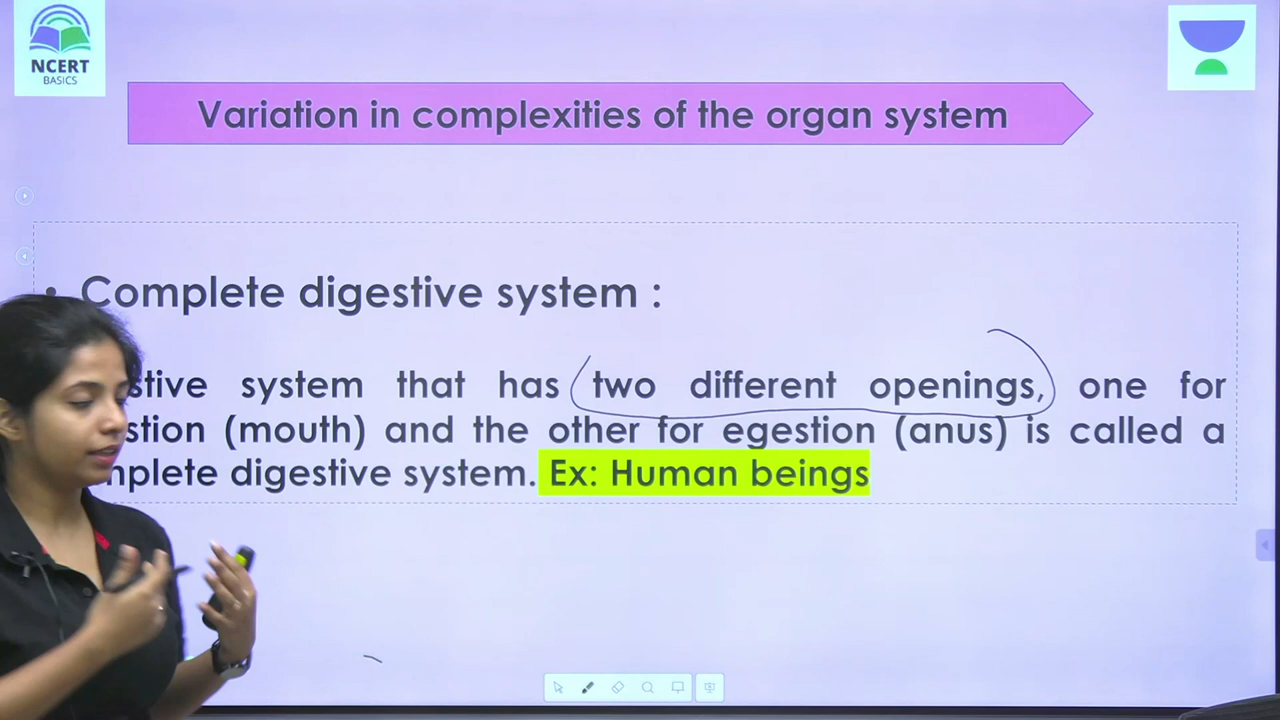 NCERT
BASICS
Variation in complexities of the organ system
• Complete digestive system :
stive system that has two different openings, one for
stion (mouth) and the other for egestion (anus) is called a
mplete digestive system. Ex: Human beings